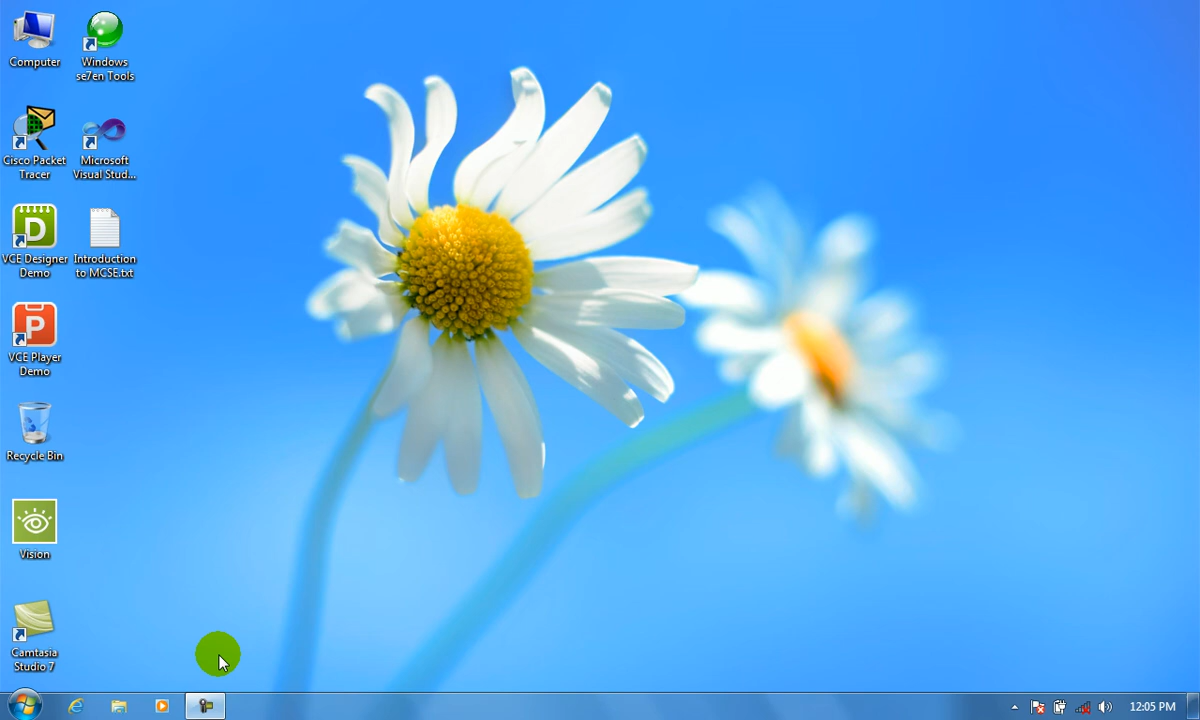 Computer
Windows
se7en Tools
Cisco Packet
Tracer
Microsoft
Visual Stud...
D
VCE Designer
Demo
Introduction
to MCSE.txt
P
VCE Player
Demo
Recycle Bin
Vision
Camtasia
Studio 7
12:05 PM